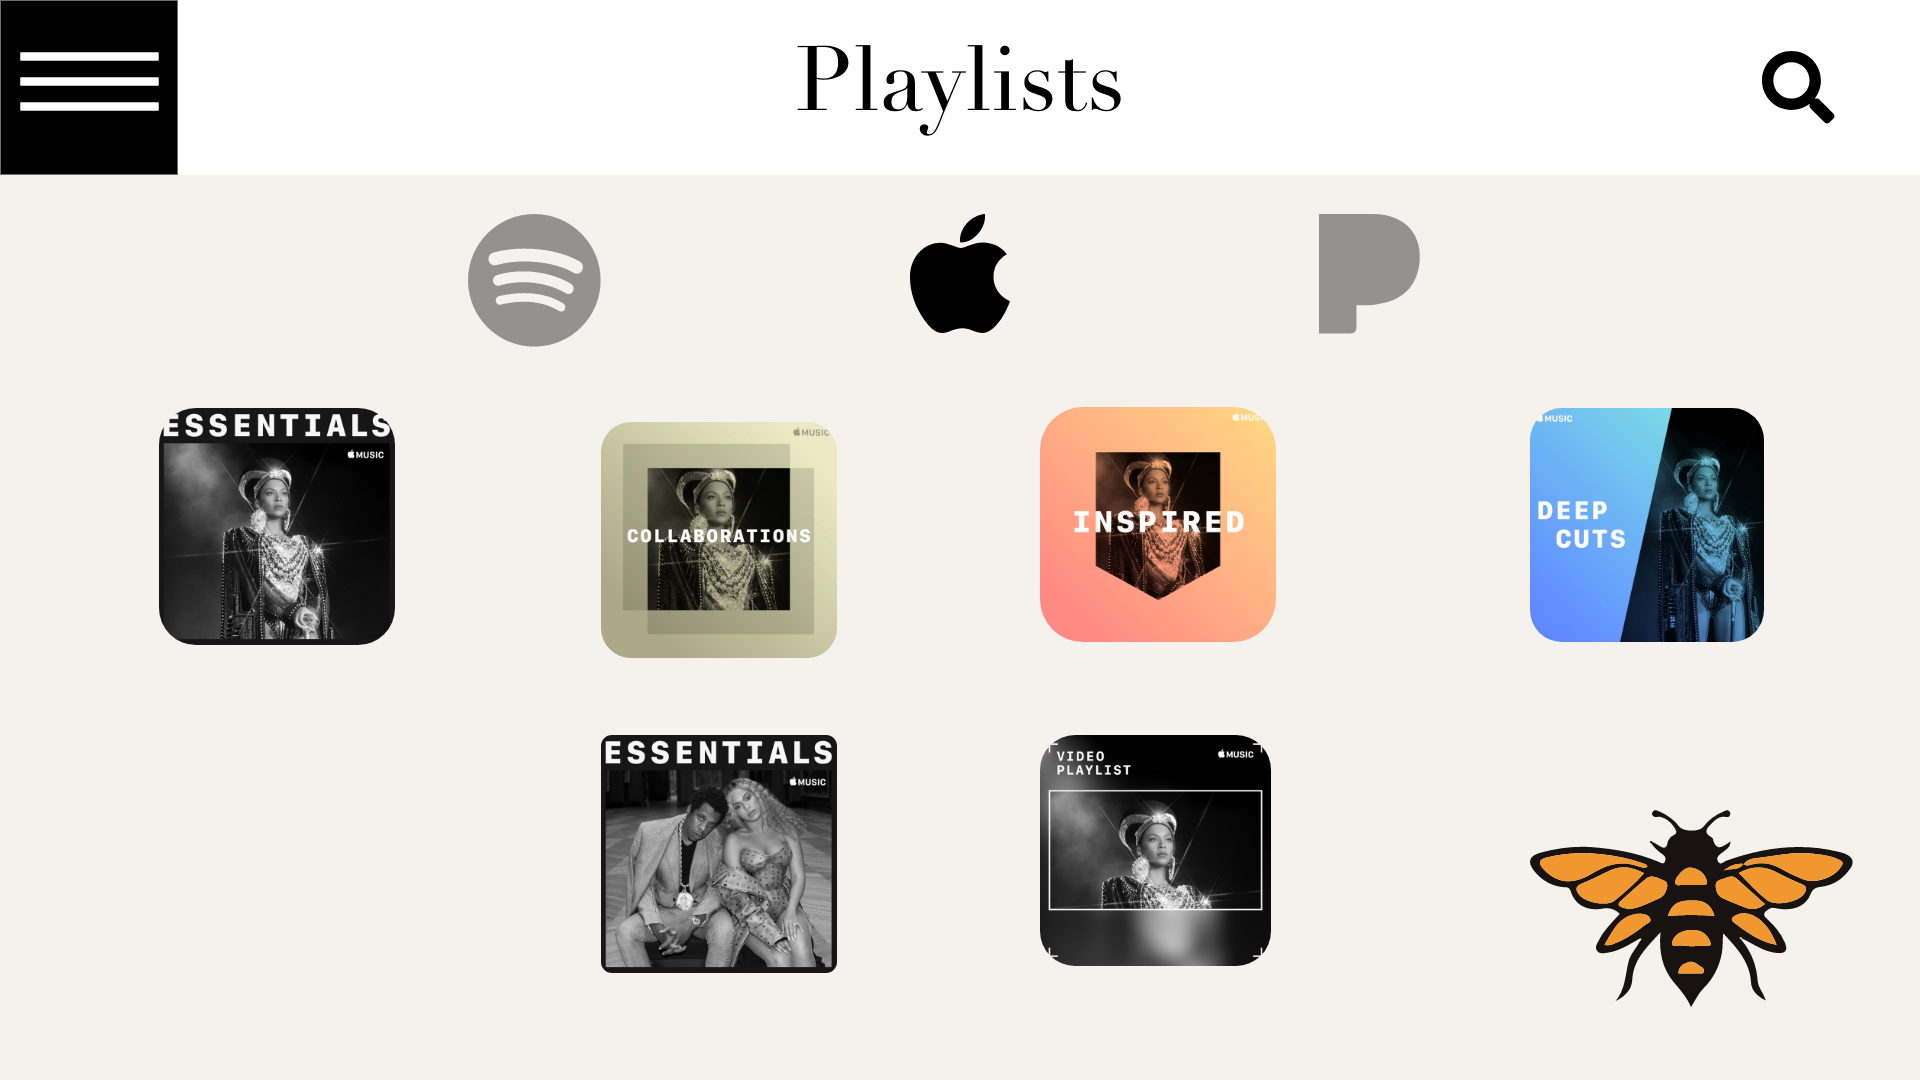 Playlists
ESSENTIALS
MUSIC
MUSIC
COLLABORATIONS
MUSIC
INSPIRED
MUSIC
DEEP
CUTS
ESSENTIALS
MUSIC
VIDEO
PLAYLIST
MUSIC